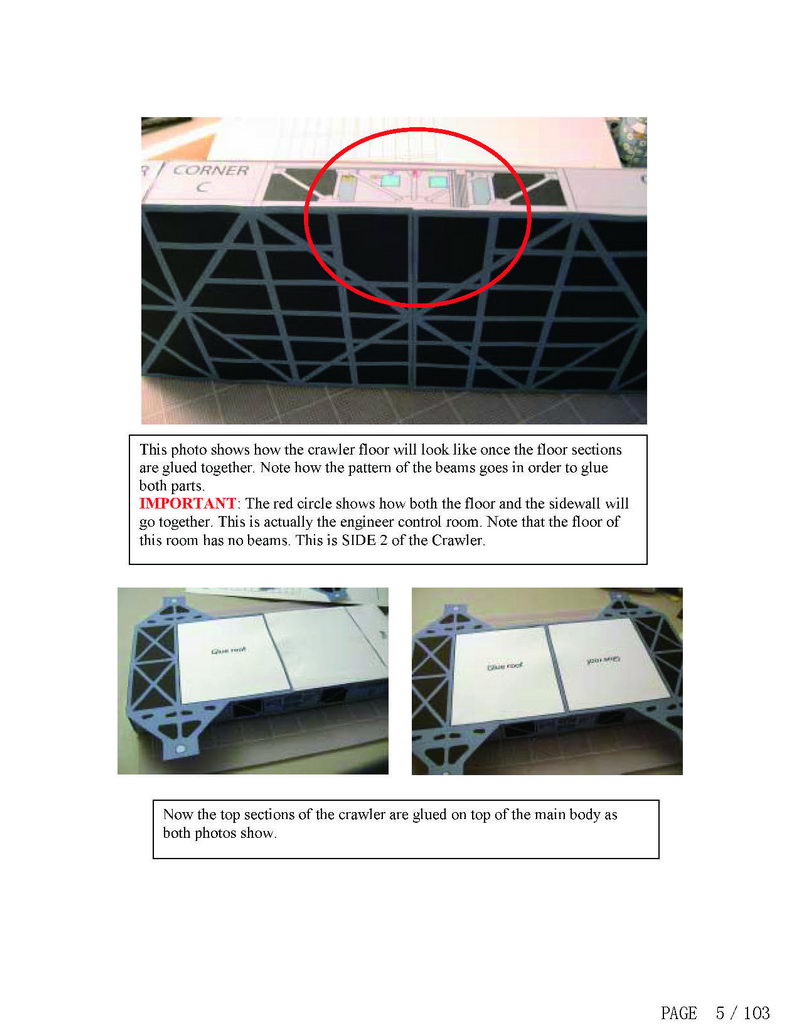 R
CORNER
C
This photo shows how the crawler floor will look like once the floor sections
are glued together. Note how the pattern of the beams goes in order to glue
both parts.
IMPORTANT: The red circle shows how both the floor and the sidewall will
go together. This is actually the engineer control room. Note that the floor of
this room has no beams. This is SIDE 2 of the Crawler.
Glue roof
Glue roof
Glue roof
Now the top sections of the crawler are glued on top of the main body as
both photos show.
PAGE 5 / 103